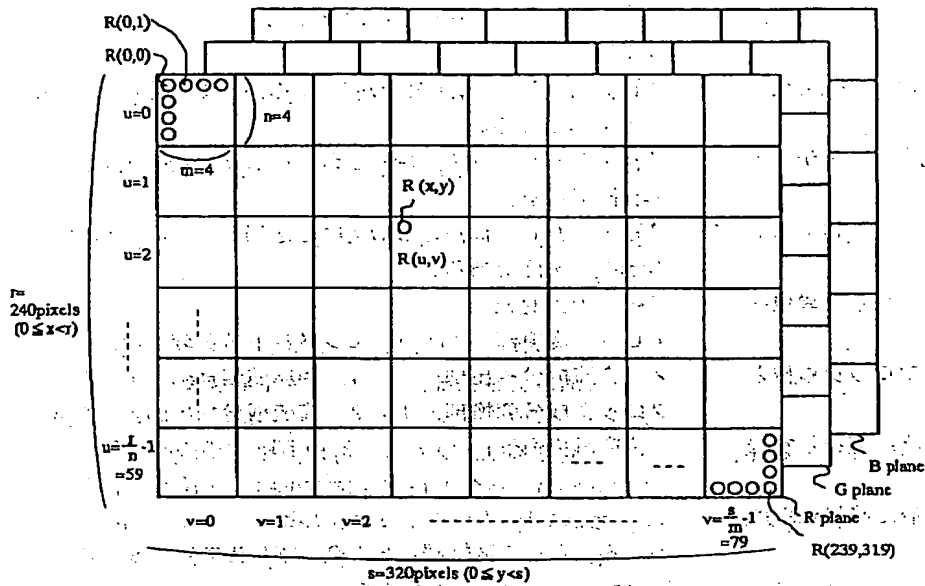 R(0,1)
R(0,0)
u=0
n=4
m=4
u=1
R(x,y)
u=2
R(u,v)
r=
240pixels
(0≦x<r)
u=r/n-1
=59
B plane
G plane
v=0
v=1
v=2
v=s/m-1
=79
R plane
R(239,319)
s=320pixels (0≦y<s)